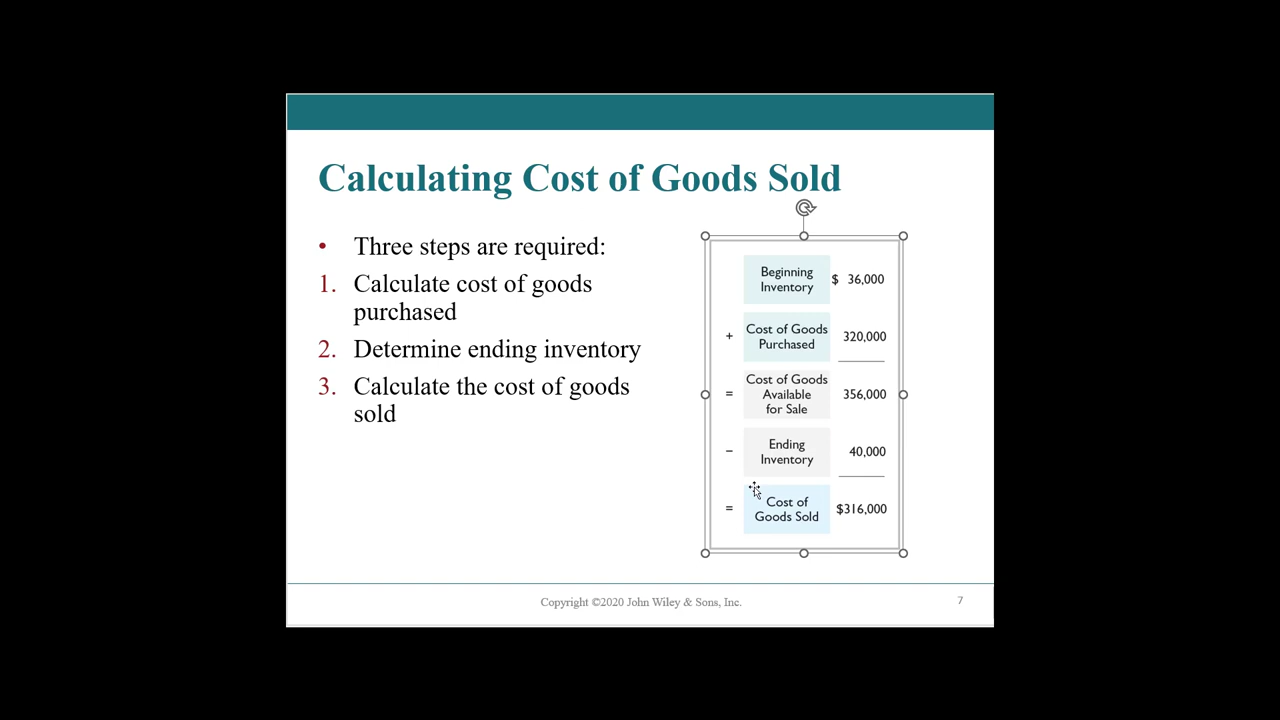 Calculating Cost of Goods Sold
• Three steps are required:
1. Calculate cost of goods
purchased
2. Determine ending inventory
3. Calculate the cost of goods
sold
Beginning
Inventory $ 36,000
+ Cost of Goods
Purchased 320,000
= Cost of Goods
Available
for Sale 356,000
− Ending
Inventory 40,000
= Cost of
Goods Sold $316,000
Copyright ©2020 John Wiley & Sons, Inc.
7